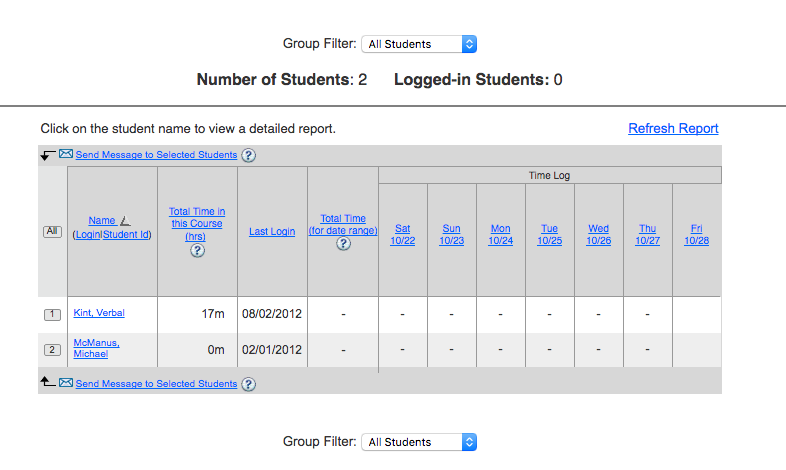 Group Filter: All Students
Number of Students: 2 Logged-in Students: 0
Click on the student name to view a detailed report. Refresh Report
Send Message to Selected Students ?
Time Log
All
Name
(Login|Student Id)
Total Time in
this Course
(hrs)
?
Last Login
Total Time
(for date range)
?
Sat
10/22
Sun
10/23
Mon
10/24
Tue
10/25
Wed
10/26
Thu
10/27
Fri
10/28
1 Kint, Verbal 17m 08/02/2012 - - - - - - -
2 McManus, Michael 0m 02/01/2012 - - - - - - -
Send Message to Selected Students ?
Group Filter: All Students